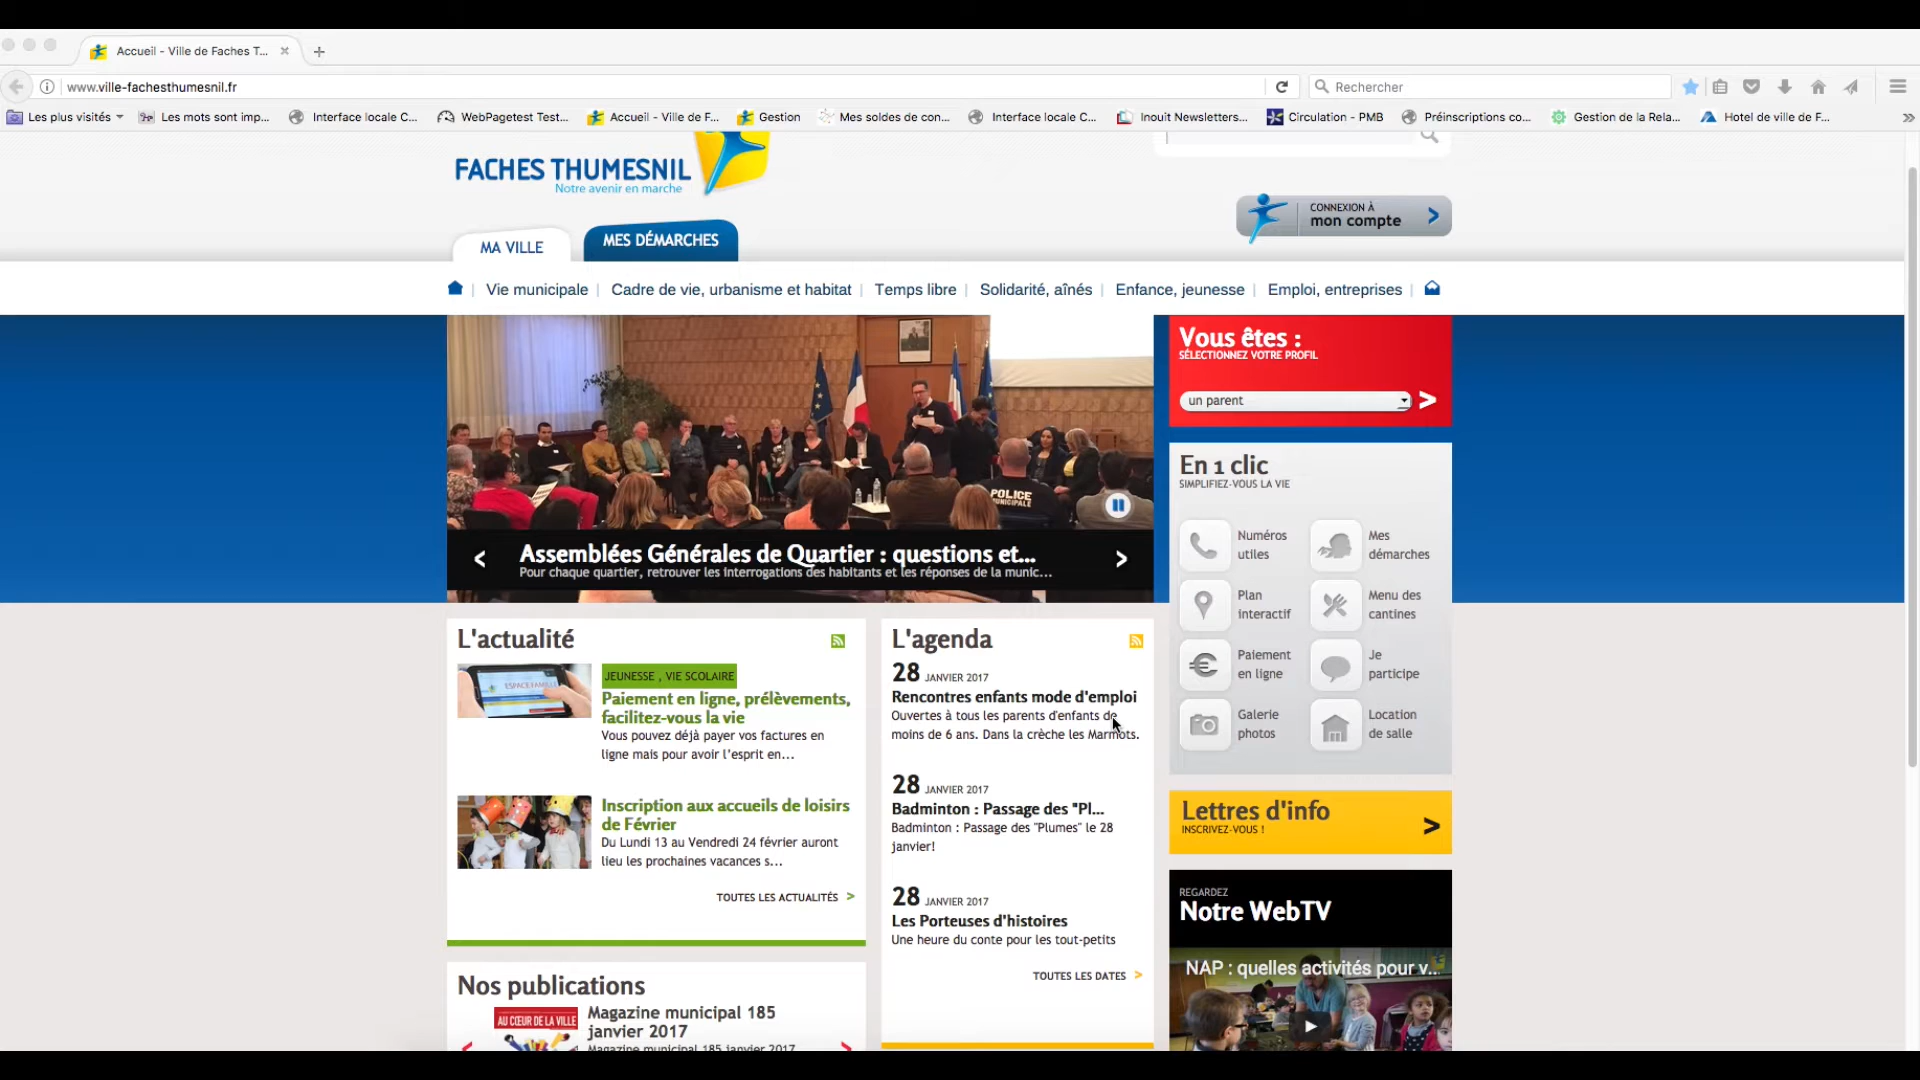 Accueil - Ville de Faches T...
www.ville-fachesthumesnil.fr
Rechercher
Les plus visités
Les mots sont imp...
Interface locale C...
WebPagetest Test...
Accueil - Ville de F...
Gestion
Mes soldes de con...
Interface locale C...
Inouit Newsletters...
Circulation - PMB
Préinscriptions co...
Gestion de la Rela...
Hotel de ville de F...
FACHES THUMESNIL
Notre avenir en marche
CONNEXION À
mon compte
MA VILLE
MES DÉMARCHES
Vie municipale
Cadre de vie, urbanisme et habitat
Temps libre
Solidarité, aînés
Enfance, jeunesse
Emploi, entreprises
POLICE
MUNICIPALE
Assemblées Générales de Quartier : questions et...
Pour chaque quartier, retrouver les interrogations des habitants et les réponses de la munic...
Vous êtes :
SÉLECTIONNEZ VOTRE PROFIL
un parent
En 1 clic
SIMPLIFIEZ-VOUS LA VIE
Numéros
utiles
Mes
démarches
Plan
interactif
Menu des
cantines
Paiement
en ligne
Je
participe
Galerie
photos
Location
de salle
L'actualité
ESPACE FAMILLE
JEUNESSE , VIE SCOLAIRE
Paiement en ligne, prélèvements,
facilitez-vous la vie
Vous pouvez déjà payer vos factures en
ligne mais pour avoir l'esprit en...
Inscription aux accueils de loisirs
de Février
Du Lundi 13 au Vendredi 24 février auront
lieu les prochaines vacances s...
TOUTES LES ACTUALITÉS >
L'agenda
28 JANVIER 2017
Rencontres enfants mode d'emploi
Ouvertes à tous les parents d'enfants de
moins de 6 ans. Dans la crèche les Marmots.
28 JANVIER 2017
Badminton : Passage des "Pl...
Badminton : Passage des "Plumes" le 28
janvier!
28 JANVIER 2017
Les Porteuses d'histoires
Une heure du conte pour les tout-petits
TOUTES LES DATES >
Lettres d'info
INSCRIVEZ-VOUS !
REGARDEZ
Notre WebTV
NAP : quelles activités pour v...
Nos publications
AU CŒUR DE LA VILLE
Magazine municipal 185
janvier 2017
Magazine municipal 185 janvier 2017